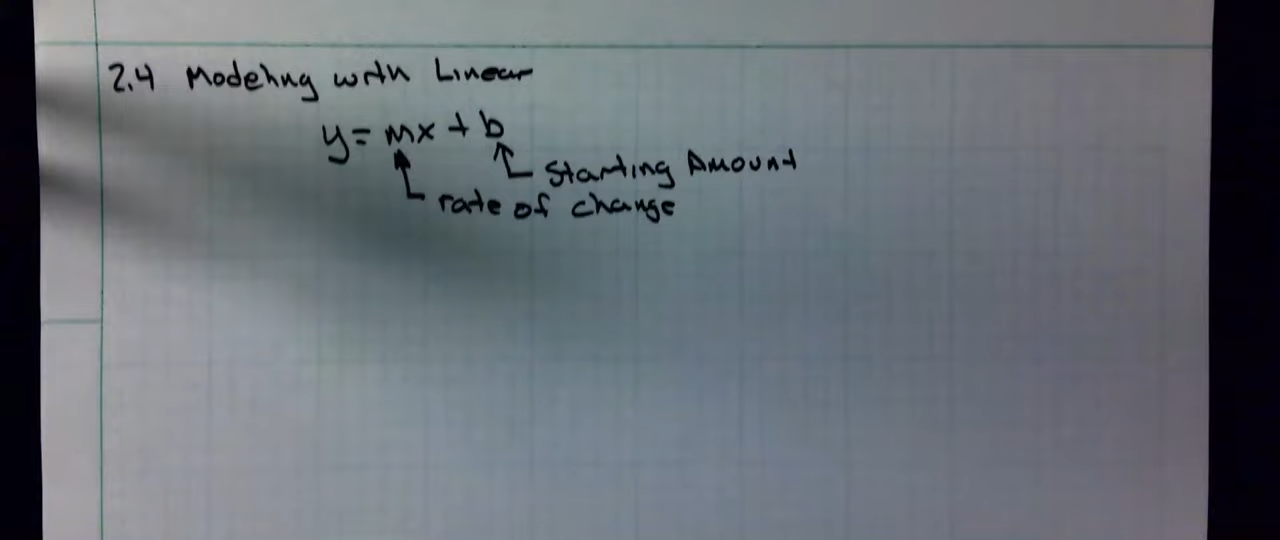 2.4 Modeling with Linear
y = mx + b
Starting Amount
rate of change